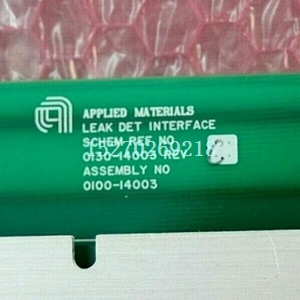 APPLIED MATERIALS
LEAK DET INTERFACE
SCHEM REF NO
0130-14003 REV
ASSEMBLY NO
0100-14003